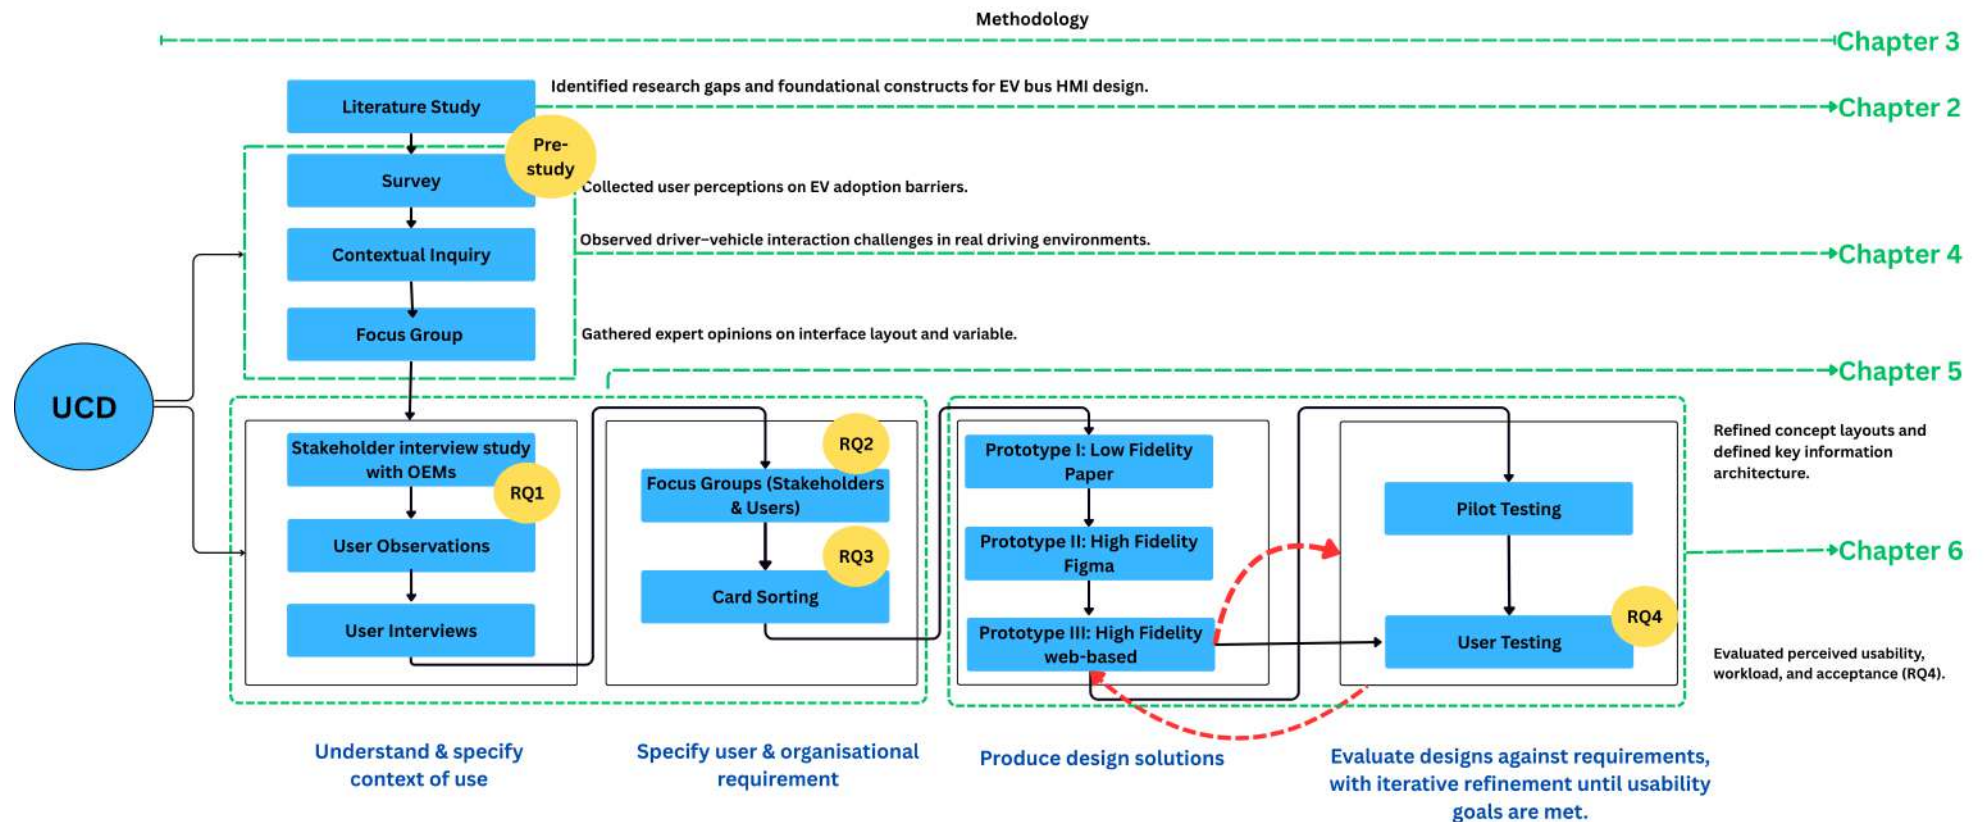 Methodology
Chapter 3
Literature Study
Identified research gaps and foundational constructs for EV bus HMI design.
Chapter 2
Pre-
study
Survey
Collected user perceptions on EV adoption barriers.
Contextual Inquiry
Observed driver–vehicle interaction challenges in real driving environments.
Chapter 4
Focus Group
Gathered expert opinions on interface layout and variable.
Chapter 5
UCD
Stakeholder interview study
with OEMs
RQ1
User Observations
User Interviews
RQ2
Focus Groups (Stakeholders
& Users)
RQ3
Card Sorting
Prototype I: Low Fidelity
Paper
Prototype II: High Fidelity
Figma
Prototype III: High Fidelity
web-based
Pilot Testing
RQ4
User Testing
Refined concept layouts and
defined key information
architecture.
Chapter 6
Evaluated perceived usability,
workload, and acceptance (RQ4).
Understand & specify
context of use
Specify user & organisational
requirement
Produce design solutions
Evaluate designs against requirements,
with iterative refinement until usability
goals are met.